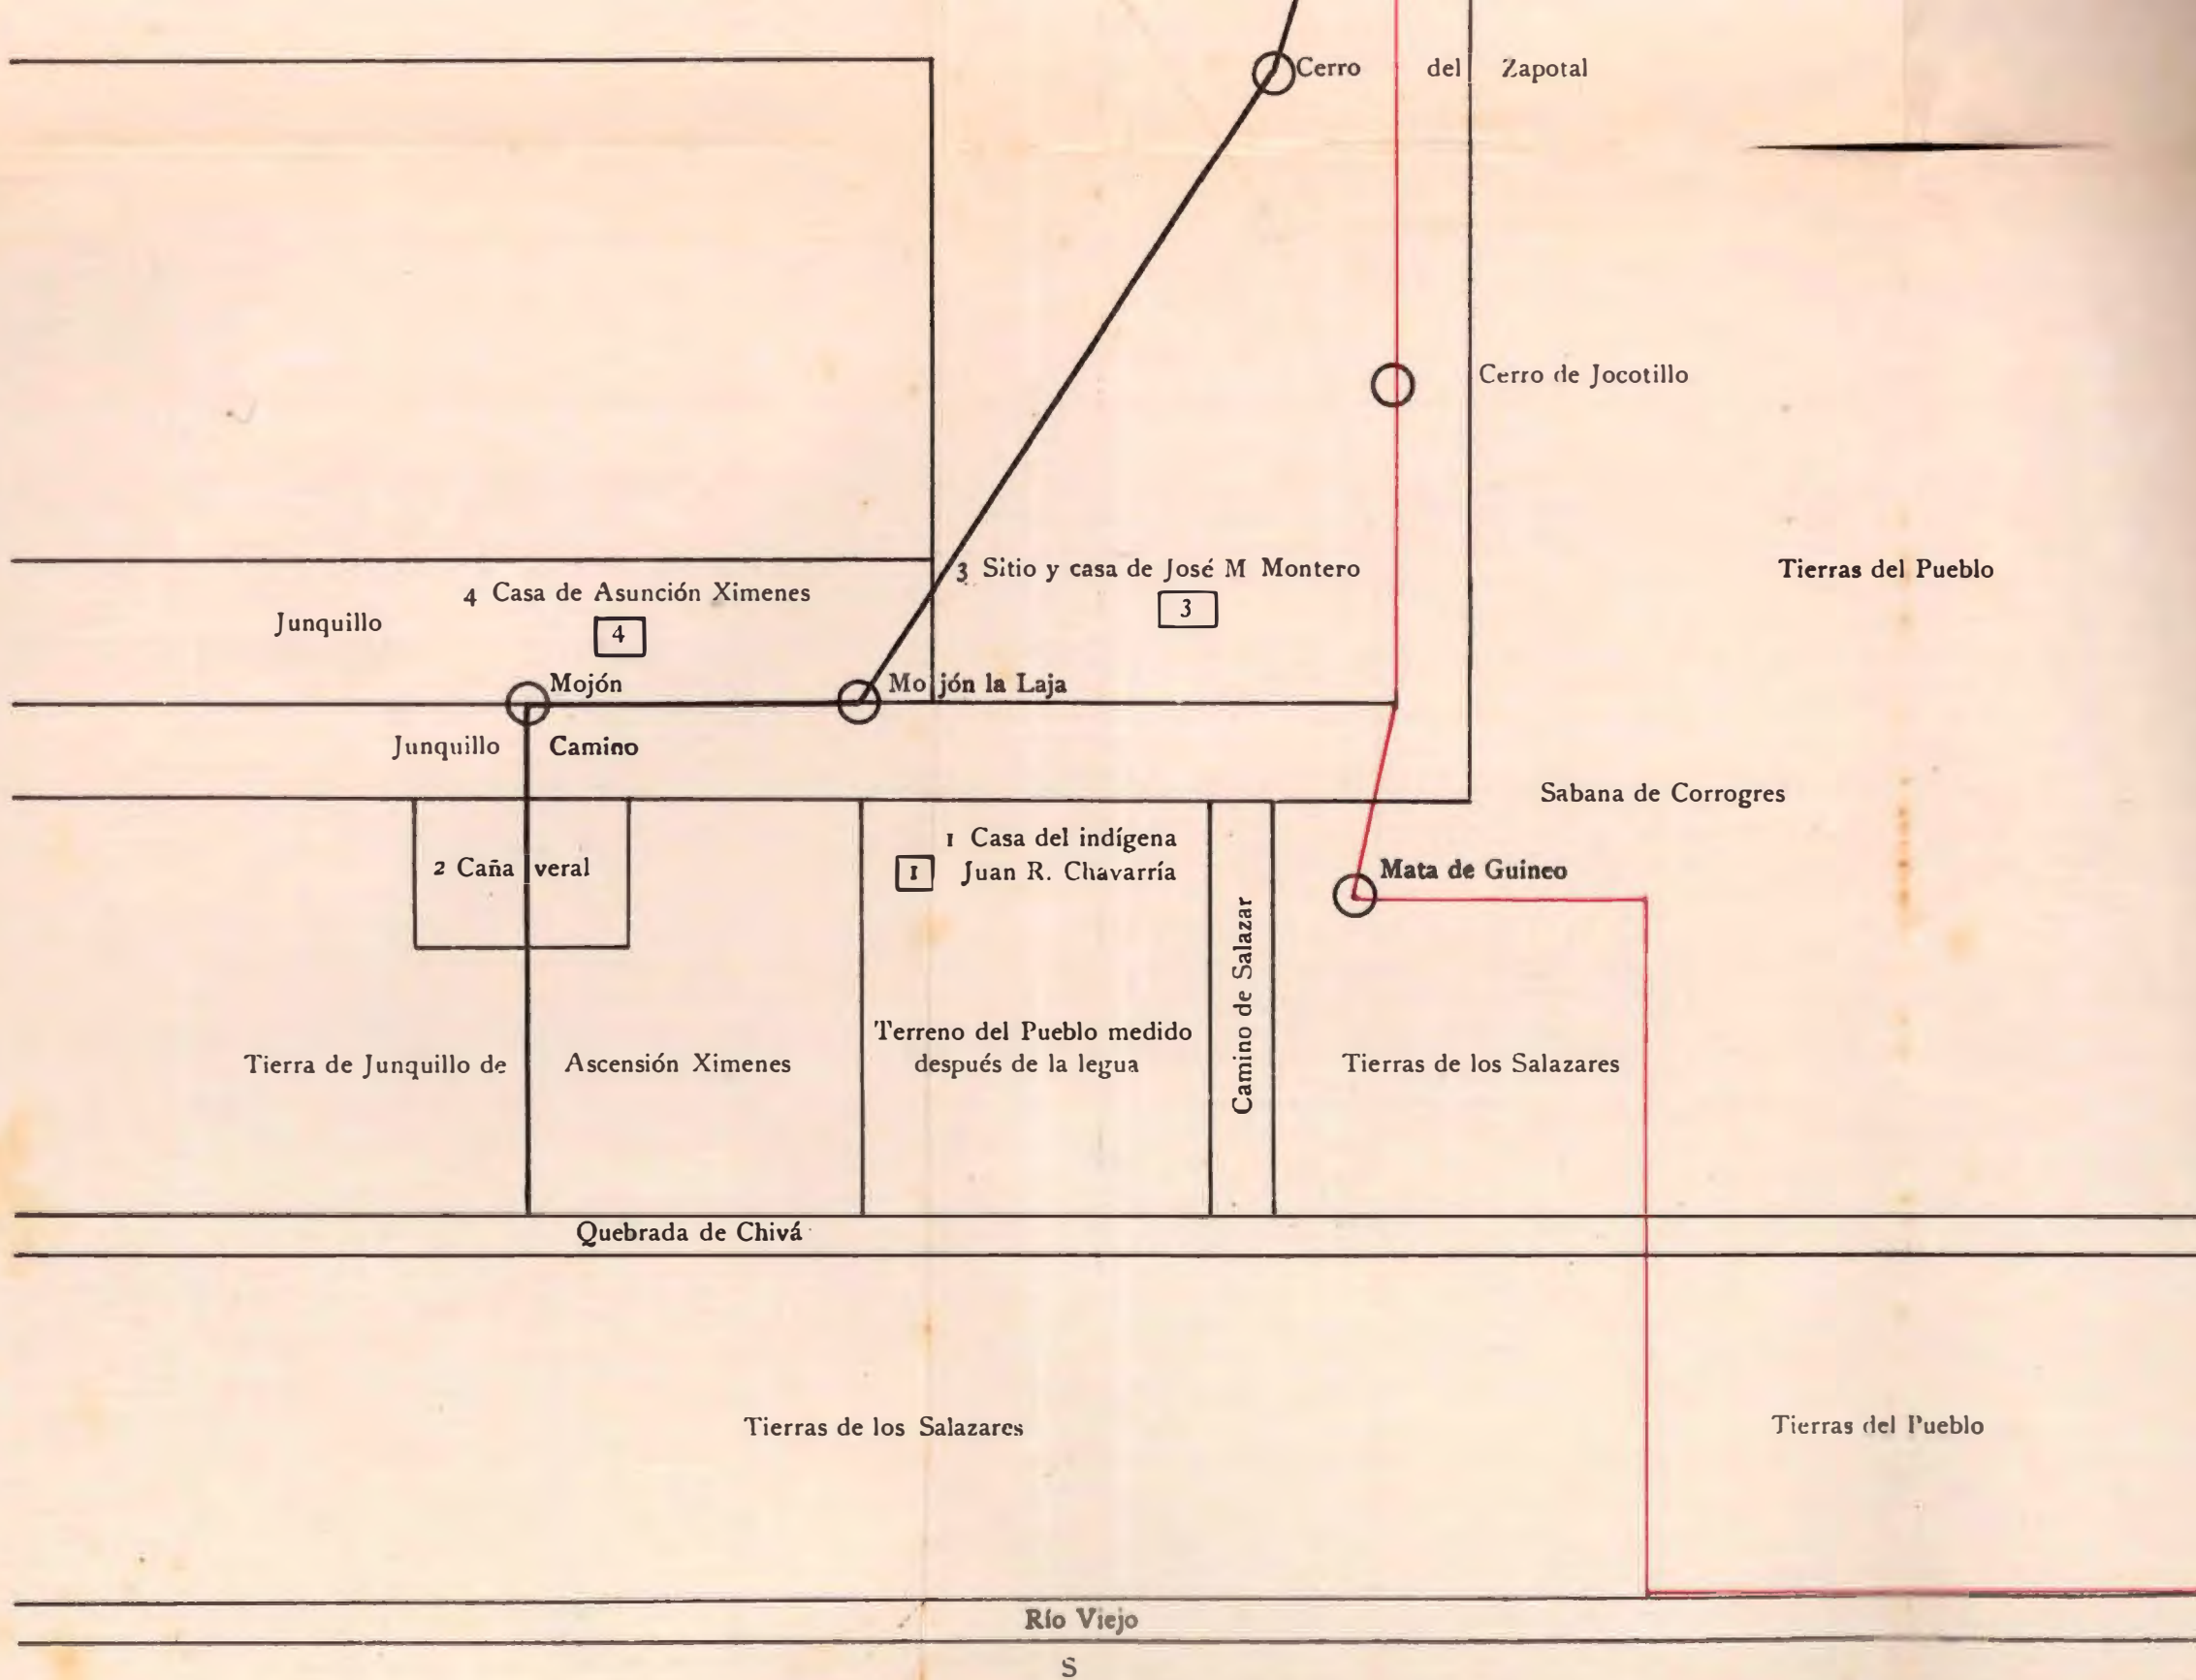 Cerro del Zapotal
Cerro de Jocotillo
3 Sitio y casa de José M Montero
3
Tierras del Pueblo
4 Casa de Asunción Ximenes
4
Junquillo
Mojón
Mojón la Laja
Junquillo
Camino
Sabana de Corrogres
2 Cañaveral
1 Casa del indígena
1
Juan R. Chavarría
Mata de Guineo
Camino de Salazar
Terreno del Pueblo medido
después de la legua
Tierra de Junquillo de Ascensión Ximenes
Tierras de los Salazares
Quebrada de Chivá
Tierras de los Salazares
Tierras del Pueblo
Río Viejo
S